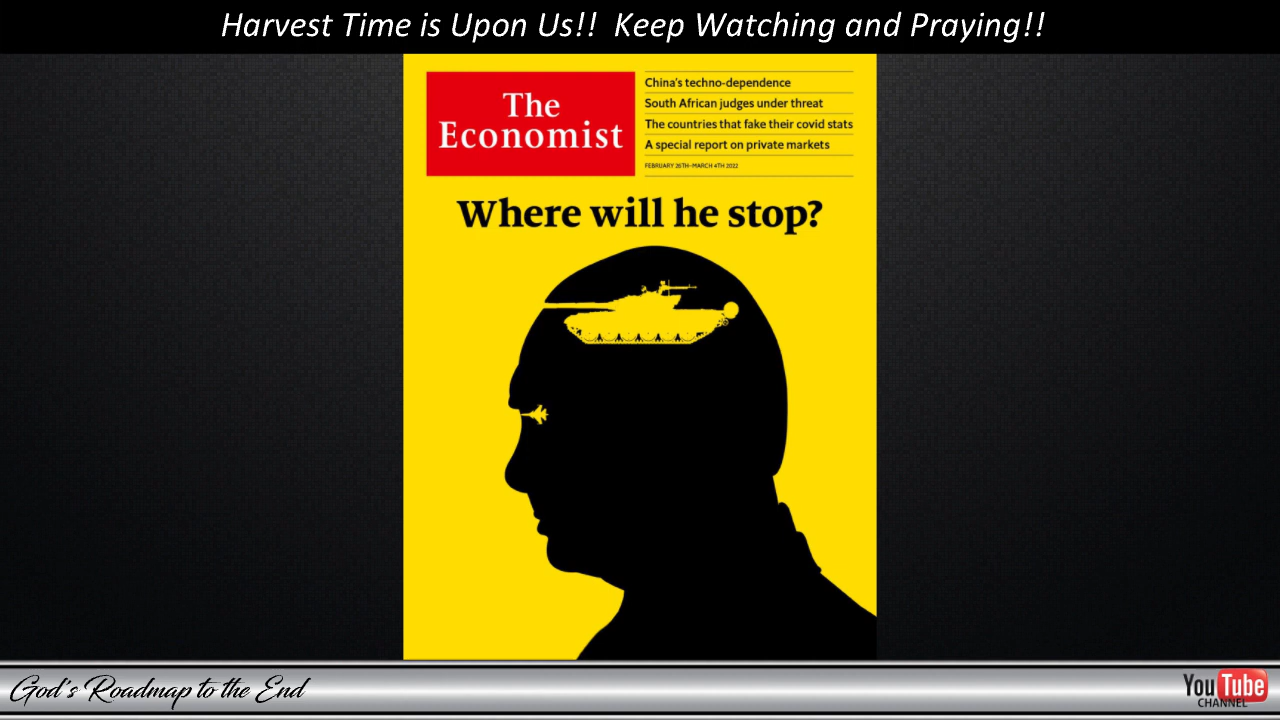 Harvest Time is Upon Us!!  Keep Watching and Praying!!
The
Economist
China's techno-dependence
South African judges under threat
The countries that fake their covid stats
A special report on private markets
FEBRUARY 26TH–MARCH 4TH 2022
Where will he stop?
God's Roadmap to the End
YouTube
CHANNEL